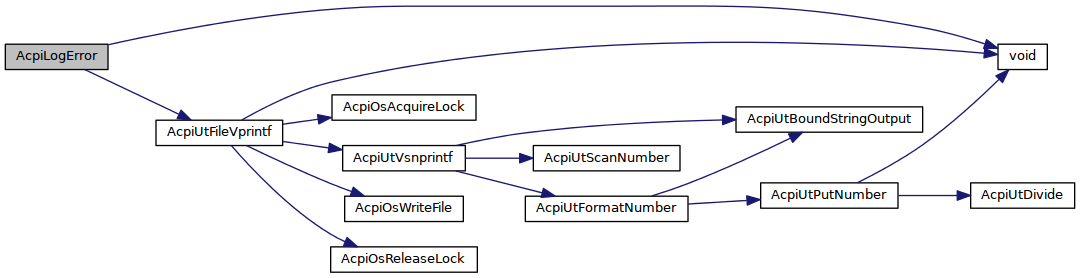 AcpiLogError
void
AcpiOsAcquireLock
AcpiUtBoundStringOutput
AcpiUtFileVprintf
AcpiUtVsnprintf
AcpiUtScanNumber
AcpiUtPutNumber
AcpiUtDivide
AcpiOsWriteFile
AcpiUtFormatNumber
AcpiOsReleaseLock